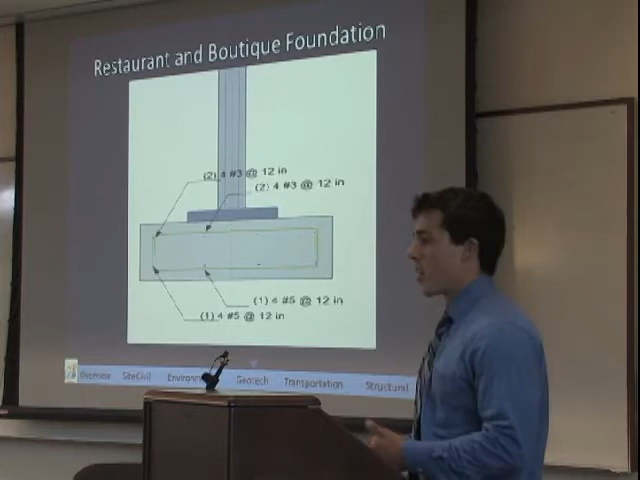 Restaurant and Boutique Foundation
(2) 4 #3 @ 12 in
(2) 4 #3 @ 12 in
(1) 4 #5 @ 12 in
(1) 4 #5 @ 12 in
Overview SiteCivil Geotech Transportation Structural